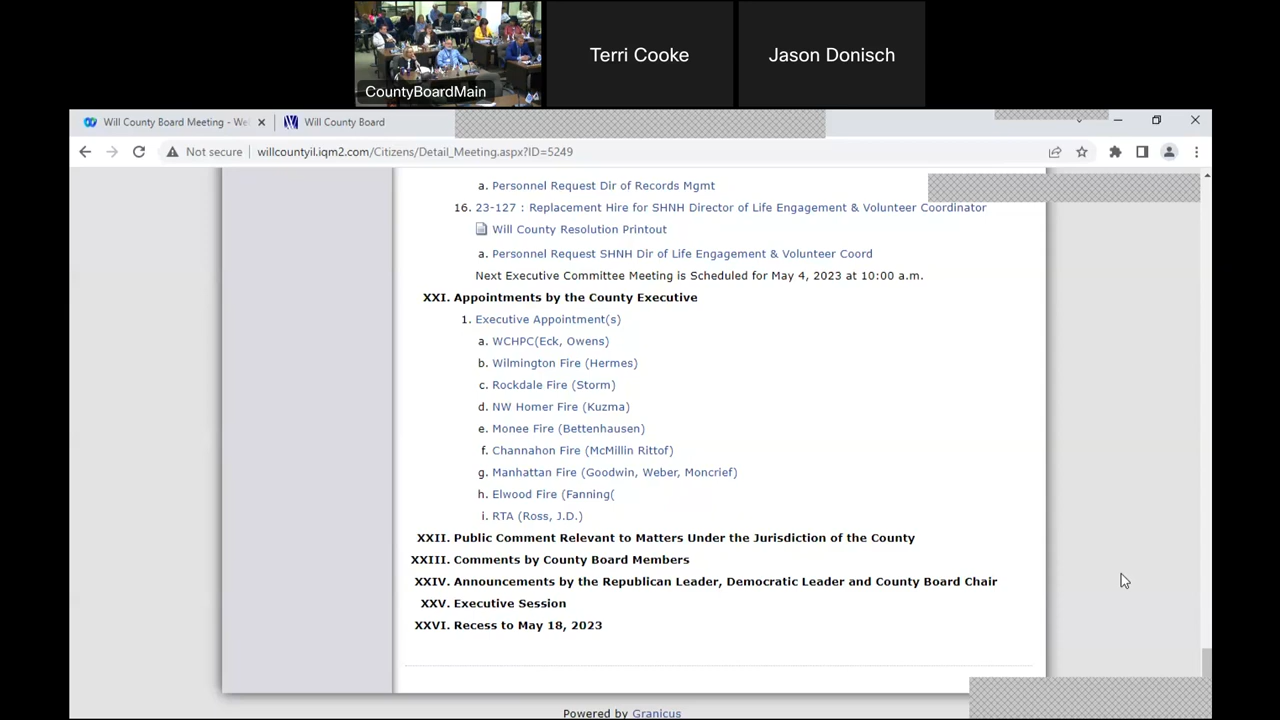 Terri Cooke
Jason Donisch
CountyBoardMain
Will County Board Meeting - We
Will County Board
Not secure
willcountyil.iqm2.com/Citizens/Detail_Meeting.aspx?ID=5249
a. Personnel Request Dir of Records Mgmt
16. 23-127 : Replacement Hire for SHNH Director of Life Engagement & Volunteer Coordinator
Will County Resolution Printout
a. Personnel Request SHNH Dir of Life Engagement & Volunteer Coord
Next Executive Committee Meeting is Scheduled for May 4, 2023 at 10:00 a.m.
XXI. Appointments by the County Executive
1. Executive Appointment(s)
a. WCHPC(Eck, Owens)
b. Wilmington Fire (Hermes)
c. Rockdale Fire (Storm)
d. NW Homer Fire (Kuzma)
e. Monee Fire (Bettenhausen)
f. Channahon Fire (McMillin Rittof)
g. Manhattan Fire (Goodwin, Weber, Moncrief)
h. Elwood Fire (Fanning(
i. RTA (Ross, J.D.)
XXII. Public Comment Relevant to Matters Under the Jurisdiction of the County
XXIII. Comments by County Board Members
XXIV. Announcements by the Republican Leader, Democratic Leader and County Board Chair
XXV. Executive Session
XXVI. Recess to May 18, 2023
Powered by Granicus